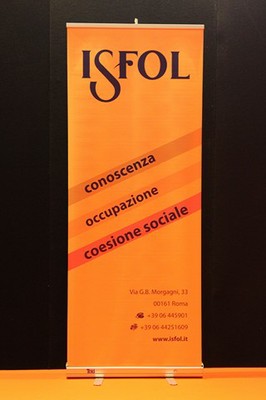 ISFOL
conoscenza
occupazione
coesione sociale
Via G.B. Morgagni, 33
00161 Roma
+39 06 445901
+39 06 44251609
www.isfol.it